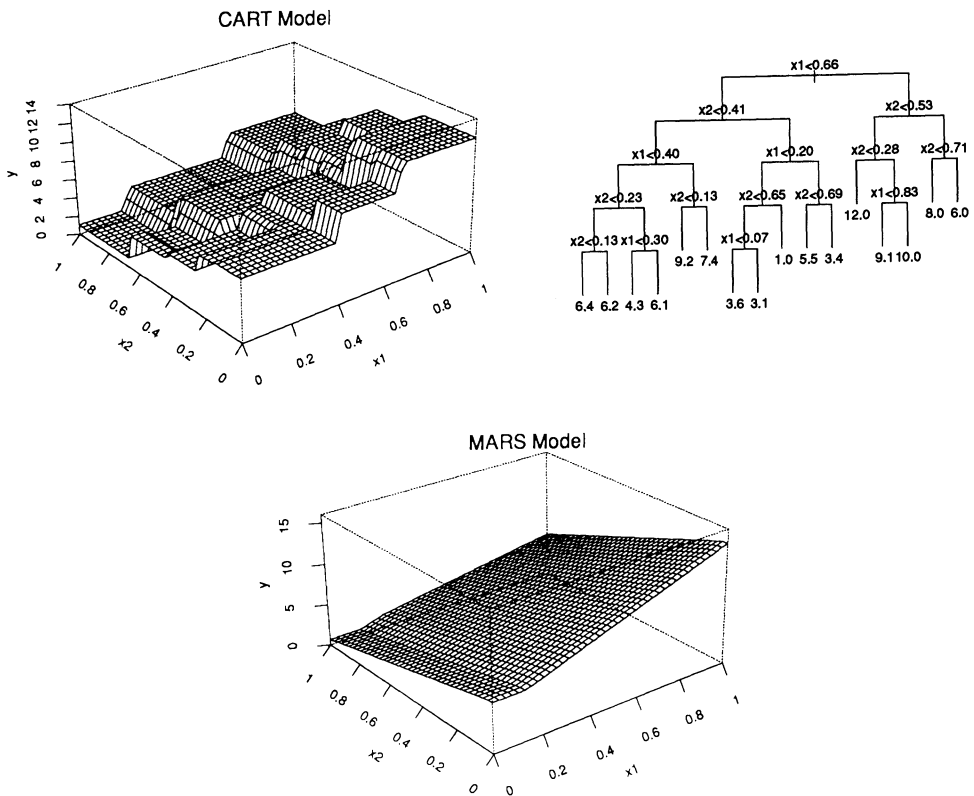 CART Model
y
0 2 4 6 8 10 12 14
1 0.8 0.6 0.4 0.2 0
x2
0 0.2 0.4 0.6 0.8 1
x1
x1<0.66
x2<0.41 x2<0.53
x1<0.40 x1<0.20 x2<0.28 x2<0.71
x2<0.23 x2<0.13 x2<0.65 x2<0.69 12.0 x1<0.83 8.0 6.0
x2<0.13 x1<0.30 9.2 7.4 x1<0.07 1.0 5.5 3.4 9.1 10.0
6.4 6.2 4.3 6.1 3.6 3.1
MARS Model
y
0 5 10 15
1 0.8 0.6 0.4 0.2 0
x2
0 0.2 0.4 0.6 0.8 1
x1